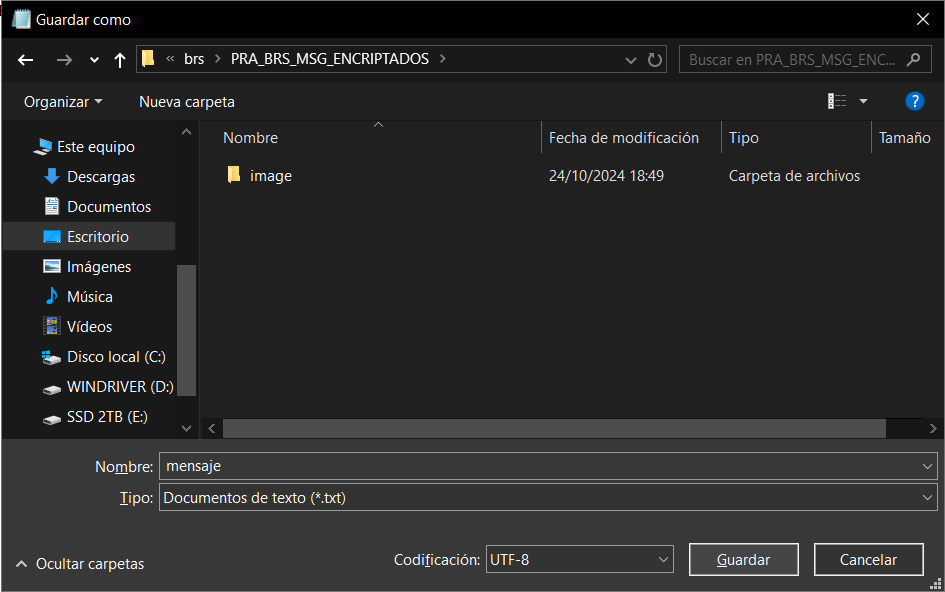 Guardar como
« brs > PRA_BRS_MSG_ENCRIPTADOS >
Buscar en PRA_BRS_MSG_ENC...
Organizar
Nueva carpeta
?
Nombre
Fecha de modificación
Tipo
Tamaño
image
24/10/2024 18:49
Carpeta de archivos
Este equipo
Descargas
Documentos
Escritorio
Imágenes
Música
Vídeos
Disco local (C:)
WINDRIVER (D:)
SSD 2TB (E:)
Nombre: mensaje
Tipo: Documentos de texto (*.txt)
Ocultar carpetas
Codificación: UTF-8
Guardar
Cancelar